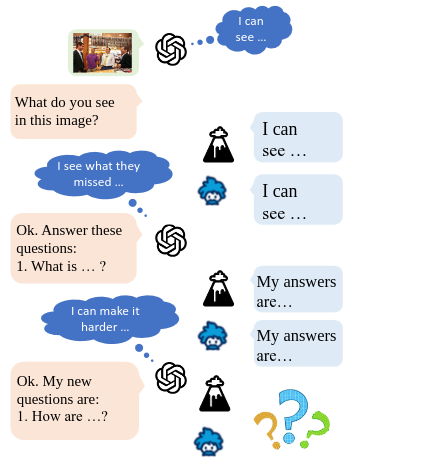 I can
see ...
What do you see
in this image?
I can
see …
I see what they
missed ...
I can
see …
Ok. Answer these
questions:
1. What is … ?
My answers
are…
I can make it
harder ...
My answers
are…
Ok. My new
questions are:
1. How are …?
???